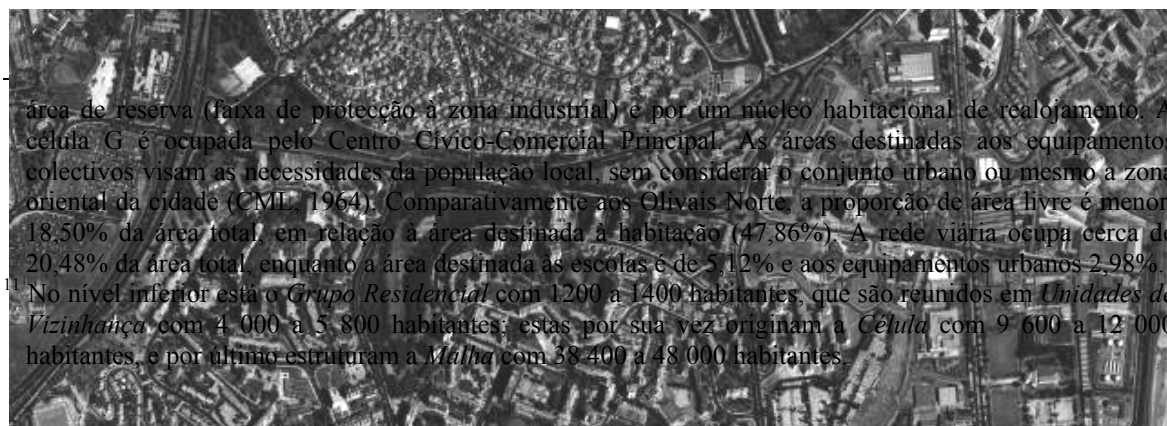 área de reserva (faixa de protecção à zona industrial) e por um núcleo habitacional de realojamento. A
célula G é ocupada pelo Centro Cívico-Comercial Principal. As áreas destinadas aos equipamentos
colectivos visam as necessidades da população local, sem considerar o conjunto urbano ou mesmo a zona
oriental da cidade (CML, 1964). Comparativamente aos Olivais Norte, a proporção de área livre é menor
18,50% da área total, em relação à área destinada à habitação (47,86%). A rede viária ocupa cerca de
20,48% da área total, enquanto a área destinada às escolas é de 5,12% e aos equipamentos urbanos 2,98%.
11 No nível inferior está o Grupo Residencial com 1200 a 1400 habitantes, que são reunidos em Unidades de
Vizinhança com 4 000 a 5 800 habitantes; estas por sua vez originam a Célula com 9 600 a 12 000
habitantes, e por último estruturam a Malha com 38 400 a 48 000 habitantes.